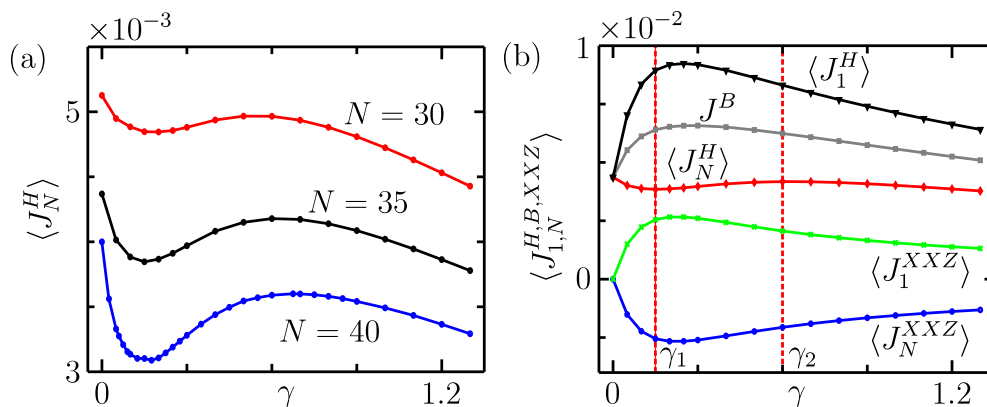 (a)
×10⁻³
5
3
⟨J_N^H⟩
N = 30
N = 35
N = 40
0
γ
1.2
(b)
×10⁻²
1
0
⟨J_{1,N}^{H,B,XXZ}⟩
⟨J_1^H⟩
J^B
⟨J_N^H⟩
⟨J_1^{XXZ}⟩
⟨J_N^{XXZ}⟩
γ₁
γ₂
0
γ
1.2